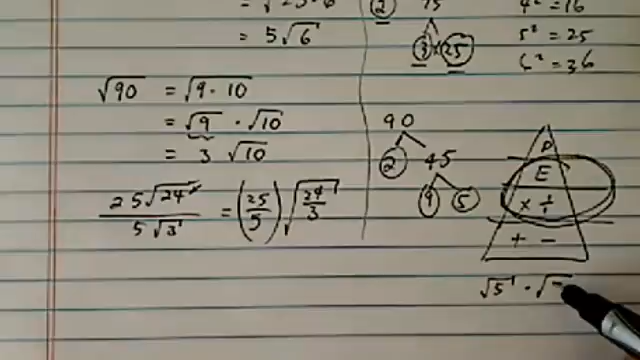 = 5√6
3 25
4² = 16
5² = 25
6² = 36
√90 = √9 · 10
= √9 · √10
= 3 √10
90
2 45
9 5
25√24 / 5√3 = (25/5) √24/3
P
E
× ÷
+ −
√5 · √